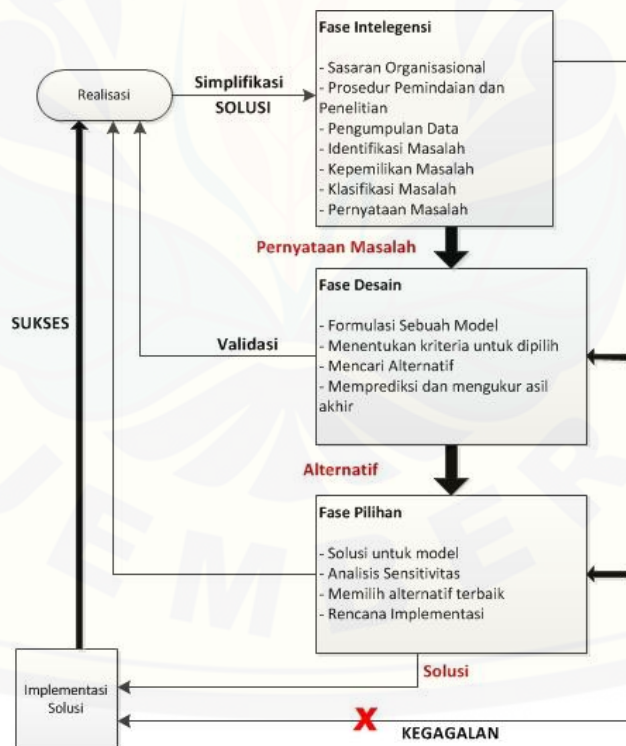 Fase Intelegensi
- Sasaran Organisasional
- Prosedur Pemindaian dan
Penelitian
- Pengumpulan Data
- Identifikasi Masalah
- Kepemilikan Masalah
- Klasifikasi Masalah
- Pernyataan Masalah
Realisasi
Simplifikasi
SOLUSI
Pernyataan Masalah
Fase Desain
- Formulasi Sebuah Model
- Menentukan kriteria untuk dipilih
- Mencari Alternatif
- Memprediksi dan mengukur asil
akhir
SUKSES
Validasi
Alternatif
Fase Pilihan
- Solusi untuk model
- Analisis Sensitivitas
- Memilih alternatif terbaik
- Rencana Implementasi
Solusi
Implementasi
Solusi
X
KEGAGALAN
JEMBER